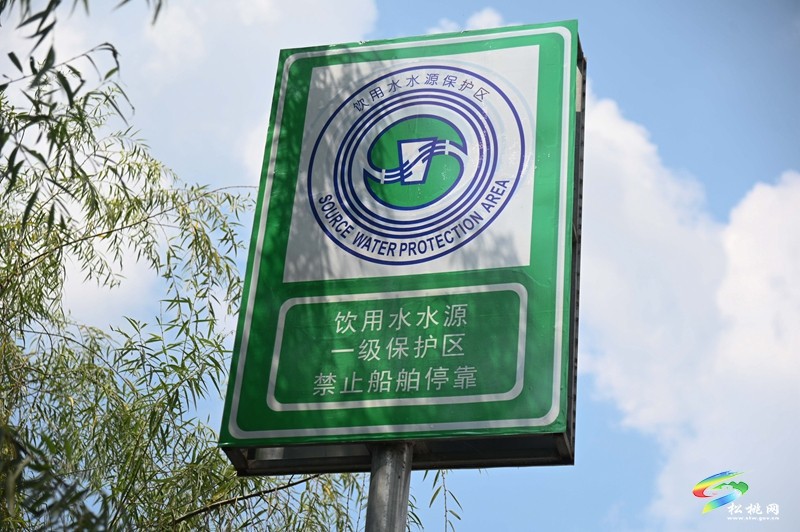 饮用水水源保护区
SOURCE WATER PROTECTION AREA
饮用水水源
一级保护区
禁止船舶停靠
松桃网